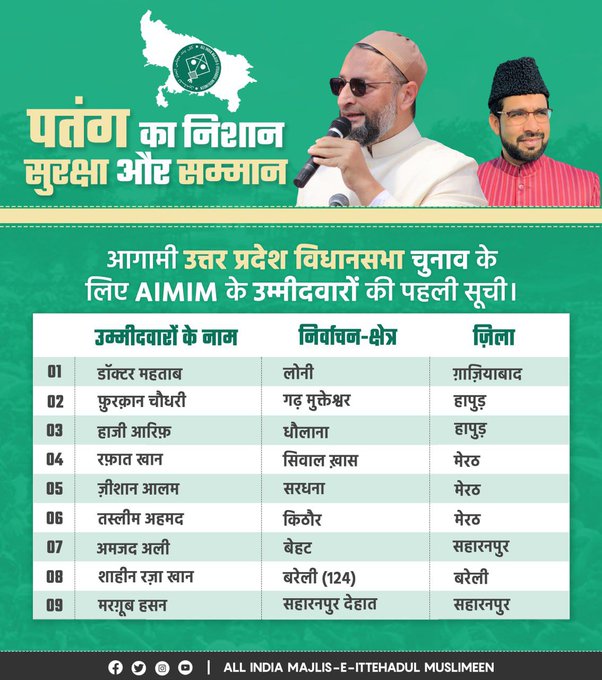 पतंग का निशान
सुरक्षा और सम्मान
आगामी उत्तर प्रदेश विधानसभा चुनाव के
लिए AIMIM के उम्मीदवारों की पहली सूची।
उम्मीदवारों के नाम निर्वाचन-क्षेत्र ज़िला
01 डॉक्टर महताब लोनी ग़ाज़ियाबाद
02 फ़ुरक़ान चौधरी गढ़ मुक्तेश्वर हापुड़
03 हाजी आरिफ़ धौलाना हापुड़
04 रफ़ात खान सिवाल ख़ास मेरठ
05 ज़ीशान आलम सरधना मेरठ
06 तस्लीम अहमद किठौर मेरठ
07 अमजद अली बेहट सहारनपुर
08 शाहीन रज़ा खान बरेली (124) बरेली
09 मरग़ूब हसन सहारनपुर देहात सहारनपुर
| ALL INDIA MAJLIS-E-ITTEHADUL MUSLIMEEN